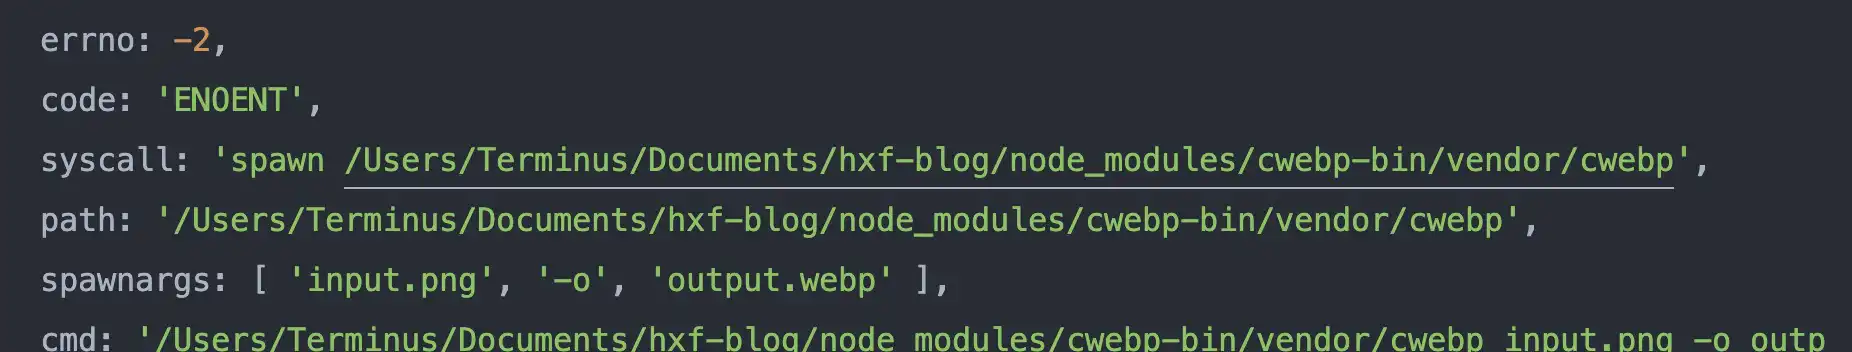 errno: -2,
code: 'ENOENT',
syscall: 'spawn /Users/Terminus/Documents/hxf-blog/node_modules/cwebp-bin/vendor/cwebp',
path: '/Users/Terminus/Documents/hxf-blog/node_modules/cwebp-bin/vendor/cwebp',
spawnargs: [ 'input.png', '-o', 'output.webp' ],
cmd: '/Users/Terminus/Documents/hxf-blog/node_modules/cwebp-bin/vendor/cwebp input.png -o outp